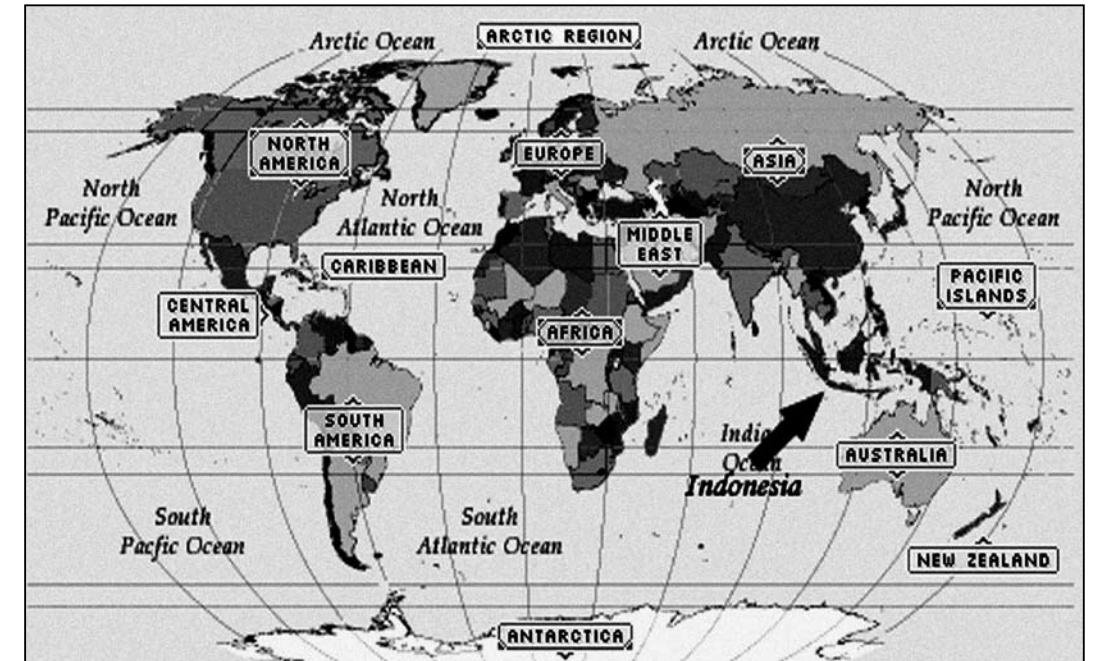 Arctic Ocean
ARCTIC REGION
Arctic Ocean
NORTH
AMERICA
EUROPE
ASIA
North
Pacific Ocean
North
Atlantic Ocean
North
Pacific Ocean
MIDDLE
EAST
CARIBBEAN
PACIFIC
ISLANDS
CENTRAL
AMERICA
AFRICA
SOUTH
AMERICA
Ocean
AUSTRALIA
Indonesia
South
Pacfic Ocean
South
Atlantic Ocean
NEW ZEALAND
ANTARCTICA